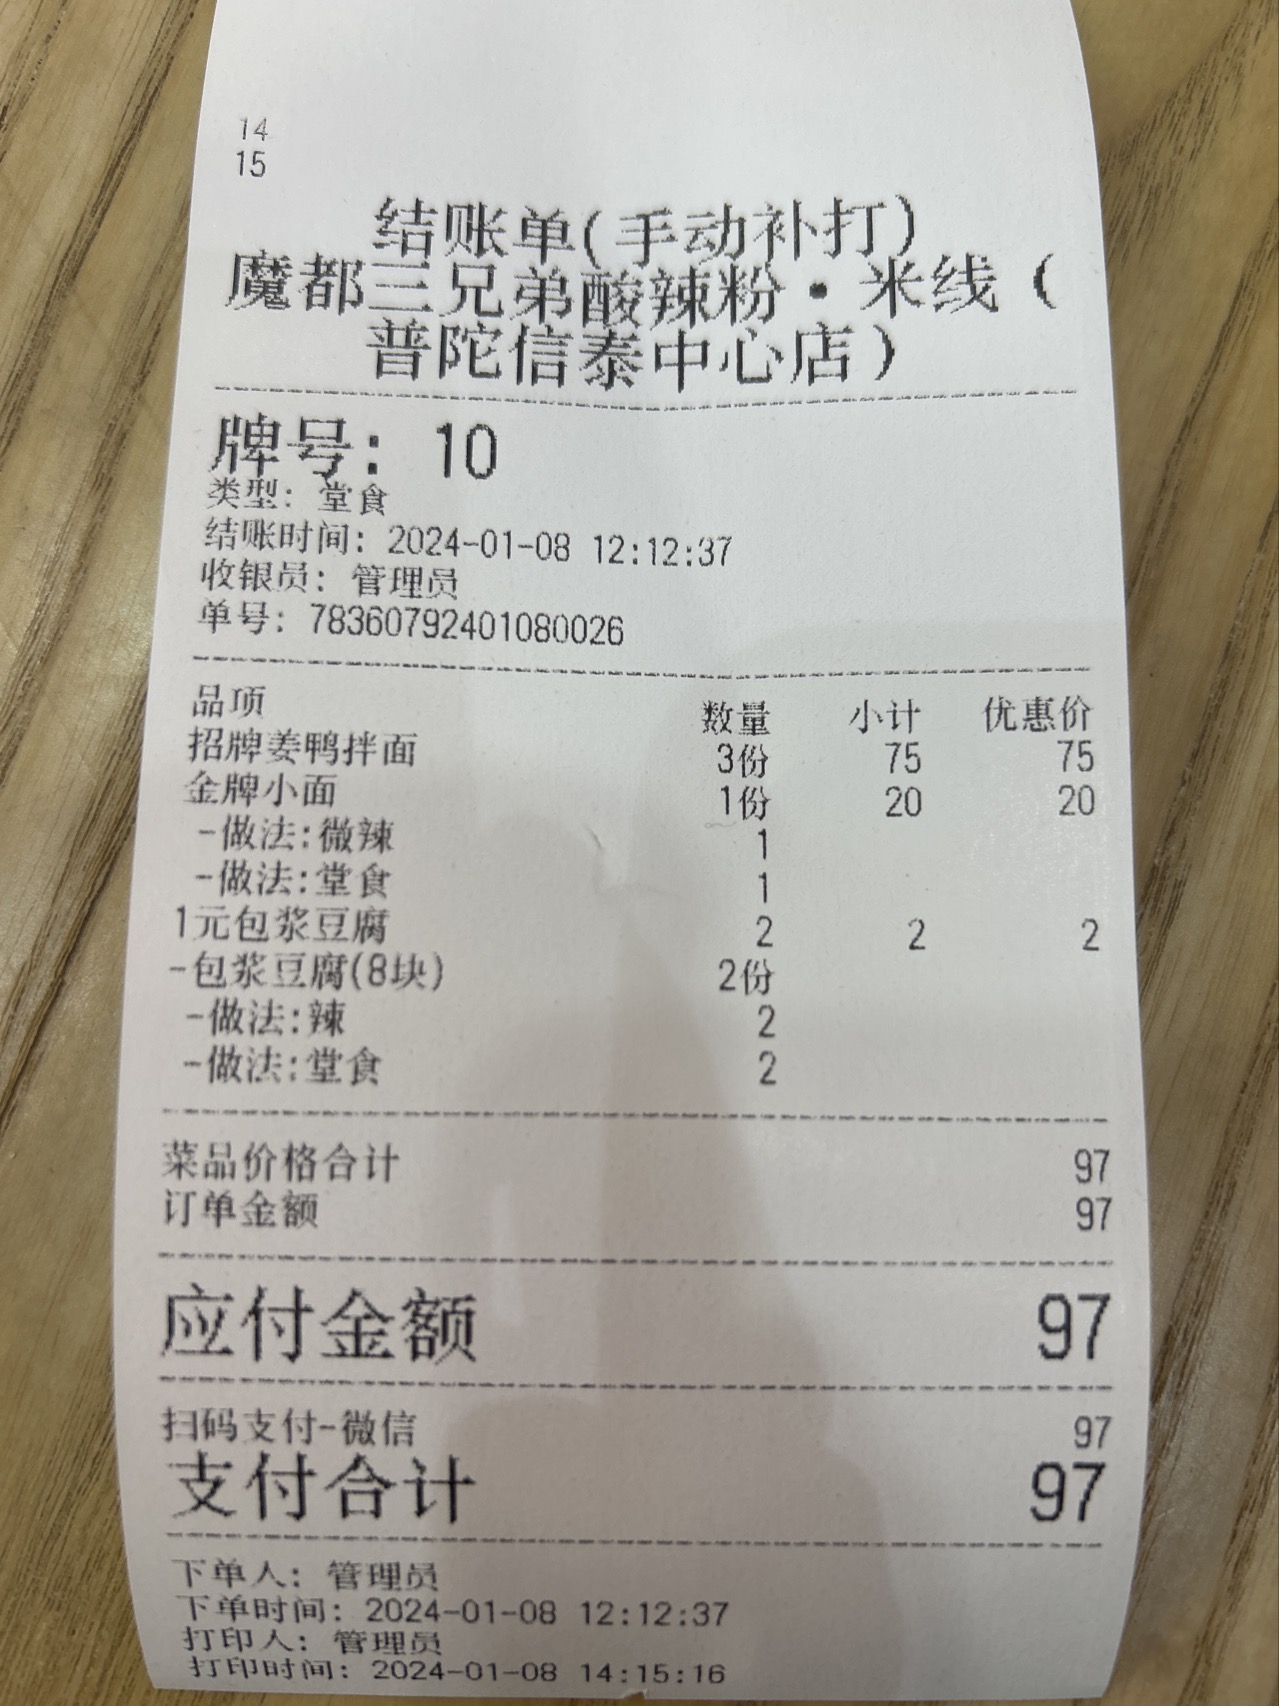 14
15
结账单(手动补打)
魔都三兄弟酸辣粉·米线(
普陀信泰中心店)
牌号: 10
类型: 堂食
结账时间: 2024-01-08 12:12:37
收银员: 管理员
单号: 78360792401080026
品项 数量 小计 优惠价
招牌姜鸭拌面 3份 75 75
金牌小面 1份 20 20
-做法:微辣 1
-做法:堂食 1
1元包浆豆腐 2 2 2
-包浆豆腐(8块) 2份
-做法:辣 2
-做法:堂食 2
菜品价格合计 97
订单金额 97
应付金额 97
扫码支付-微信 97
支付合计 97
下单人: 管理员
下单时间: 2024-01-08 12:12:37
打印人: 管理员
打印时间: 2024-01-08 14:15:16